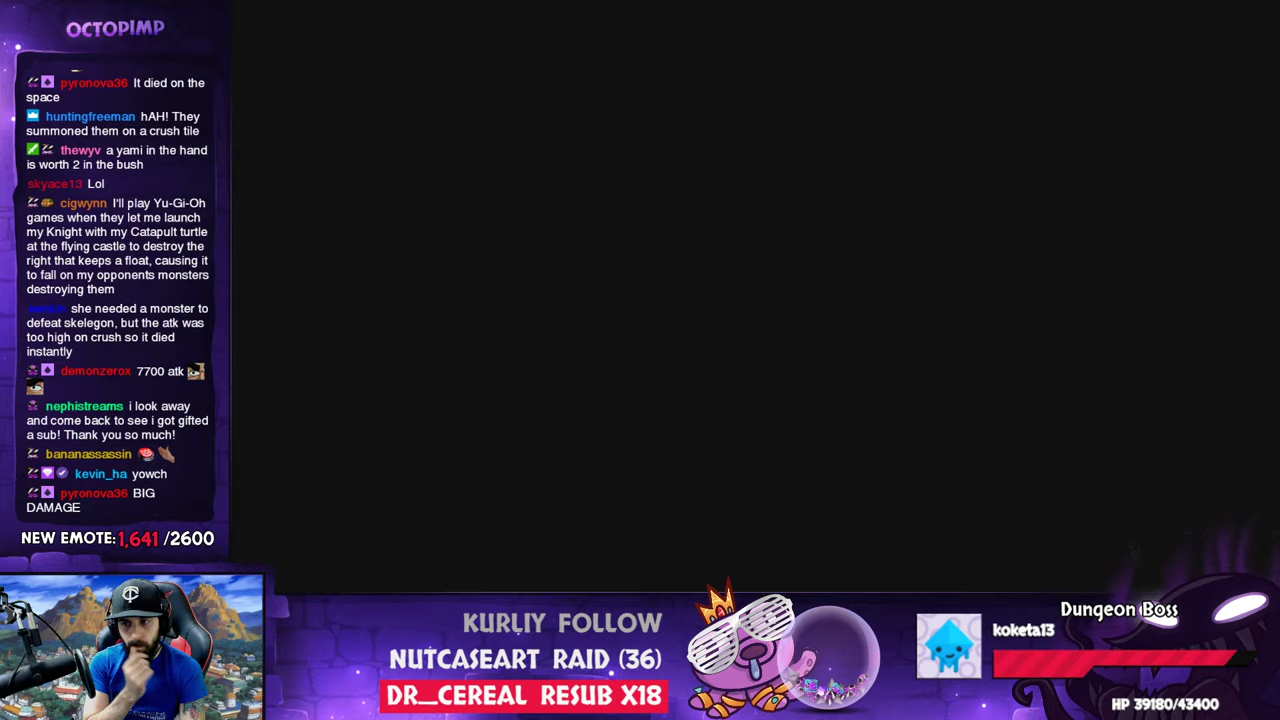 OCTOPIMP
pyronova36 It died on the
space
huntingfreeman hAH! They
summoned them on a crush tile
thewyv a yami in the hand
is worth 2 in the bush
skyace13 Lol
cigwynn I'll play Yu-Gi-Oh
games when they let me launch
my Knight with my Catapult turtle
at the flying castle to destroy the
right that keeps a float, causing it
to fall on my opponents monsters
destroying them
she needed a monster to
defeat skelegon, but the atk was
too high on crush so it died
instantly
demonzerox 7700 atk
nephistreams i look away
and come back to see i got gifted
a sub! Thank you so much!
bananassassin
kevin_ha yowch
pyronova36 BIG
DAMAGE
NEW EMOTE: 1,641 /2600
KURLIY FOLLOW
NUTCASEART RAID (36)
DR_CEREAL RESUB X18
Dungeon Boss
koketa13
HP 39180/43400